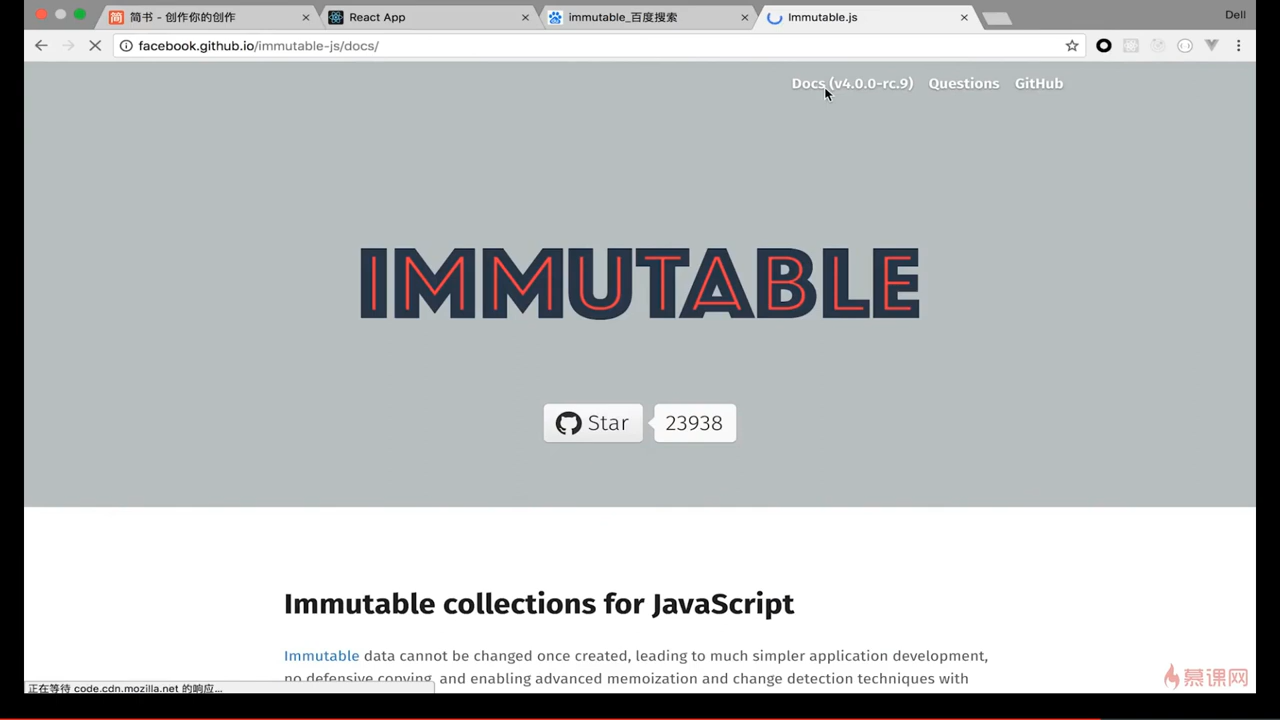 简书 - 创作你的创作
React App
immutable_百度搜索
Immutable.js
Dell
facebook.github.io/immutable-js/docs/
Docs (v4.0.0-rc.9)
Questions
GitHub
IMMUTABLE
Star
23938
Immutable collections for JavaScript
Immutable data cannot be changed once created, leading to much simpler application development,
no defensive copying, and enabling advanced memoization and change detection techniques with
正在等待 code.cdn.mozilla.net 的响应...
慕课网